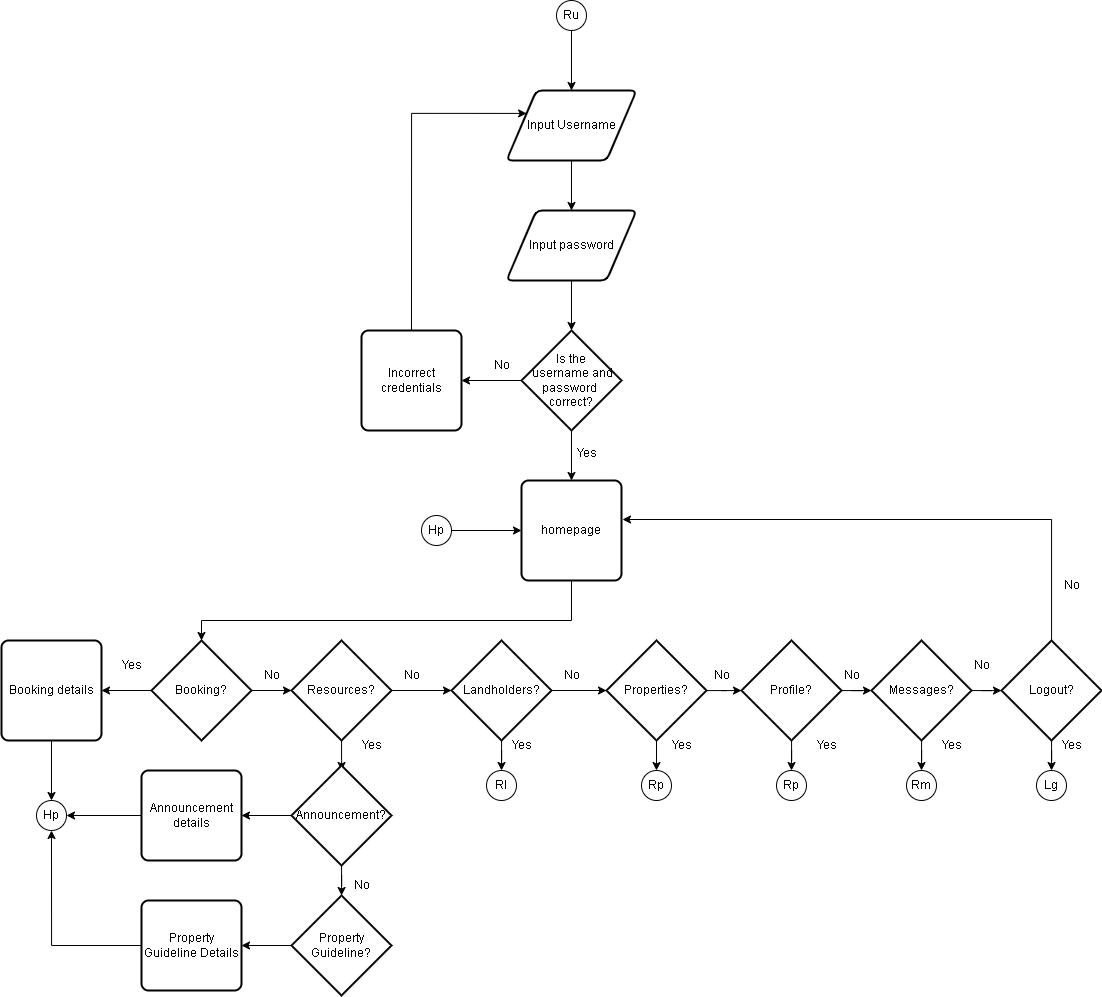 Ru
Input Username
Input password
Is the
username and
password
correct?
No
Incorrect
credentials
Yes
Hp
homepage
No
Booking details
Yes
Booking?
No
Resources?
No
Landholders?
No
Properties?
No
Profile?
No
Messages?
No
Logout?
Yes
Yes
Yes
Yes
Yes
Yes
Rl
Rp
Rp
Rm
Lg
Hp
Announcement
details
Announcement?
No
Property
Guideline Details
Property
Guideline?